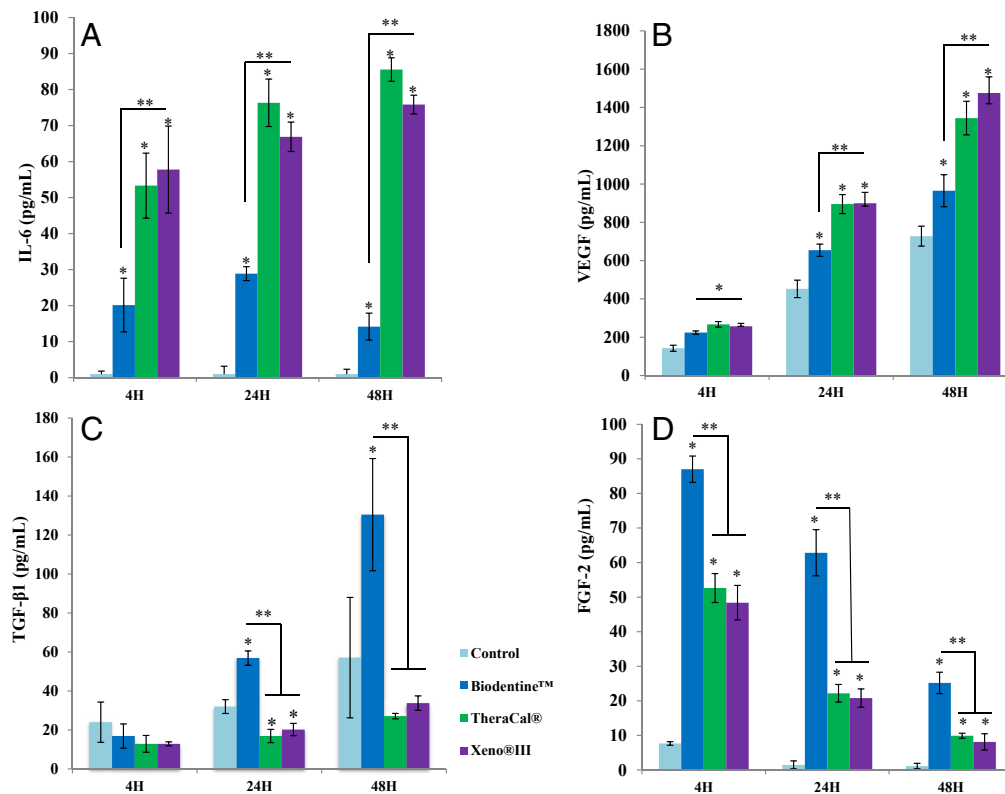 A
IL-6 (pg/mL)
100
90
80
70
60
50
40
30
20
10
0
** ** **
* * * * * * * * *
4H 24H 48H
B
VEGF (pg/mL)
1800
1600
1400
1200
1000
800
600
400
200
0
* ** **
* * * * * *
4H 24H 48H
C
TGF-β1 (pg/mL)
180
160
140
120
100
80
60
40
20
0
** **
* * * *
4H 24H 48H
Control
Biodentine™
TheraCal®
Xeno®III
D
FGF-2 (pg/mL)
100
90
80
70
60
50
40
30
20
10
0
** ** **
* * * * * * * * *
4H 24H 48H